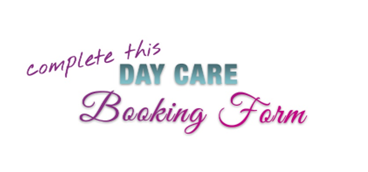 complete this
DAY CARE
Booking Form